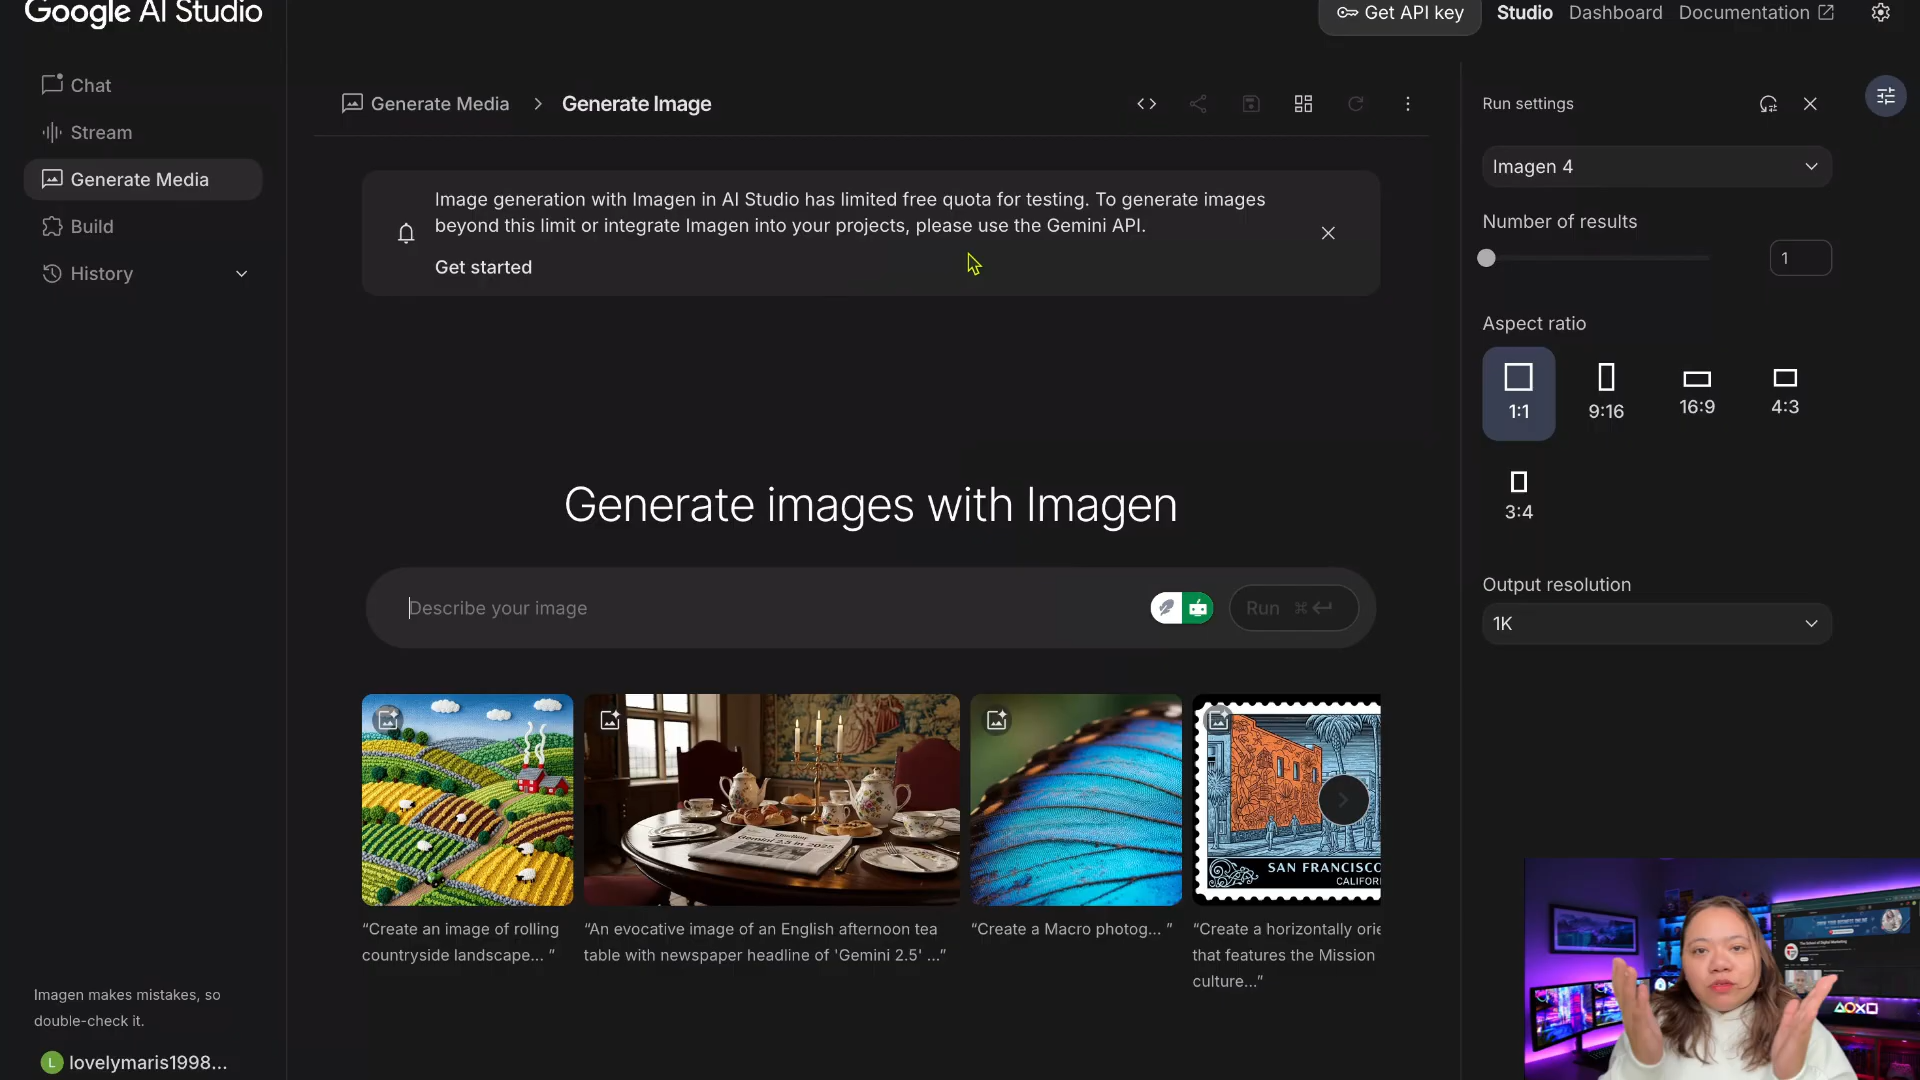 Google AI Studio
Get API key
Studio
Dashboard
Documentation
Chat
Stream
Generate Media
Build
History
Generate Media > Generate Image
Image generation with Imagen in AI Studio has limited free quota for testing. To generate images
beyond this limit or integrate Imagen into your projects, please use the Gemini API.
Get started
Generate images with Imagen
Describe your image
Run ⌘
Gemini 2.5 in 2025
SAN FRANCISCO
CALIFOR
"Create an image of rolling
countryside landscape... "
"An evocative image of an English afternoon tea
table with newspaper headline of 'Gemini 2.5' ..."
"Create a Macro photog... "
"Create a horizontally orie
that features the Mission
culture..."
Run settings
Imagen 4
Number of results
1
Aspect ratio
1:1
9:16
16:9
4:3
3:4
Output resolution
1K
Imagen makes mistakes, so
double-check it.
L
lovelymaris1998...